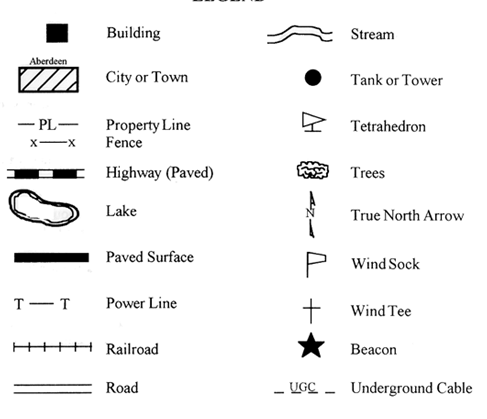 Building
Aberdeen
City or Town
PL
Property Line
x x
Fence
Highway (Paved)
Lake
Paved Surface
T T
Power Line
Railroad
Road
Stream
Tank or Tower
Tetrahedron
Trees
N
True North Arrow
Wind Sock
Wind Tee
Beacon
UGC
Underground Cable